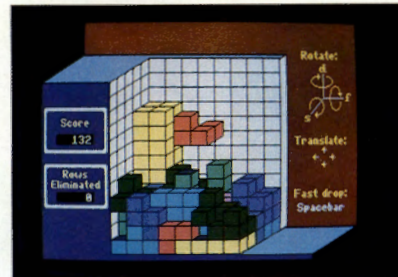 Score
132
Rows
Eliminated
0
Rotate:
d
f
s
Translate:
Fast drop:
Spacebar